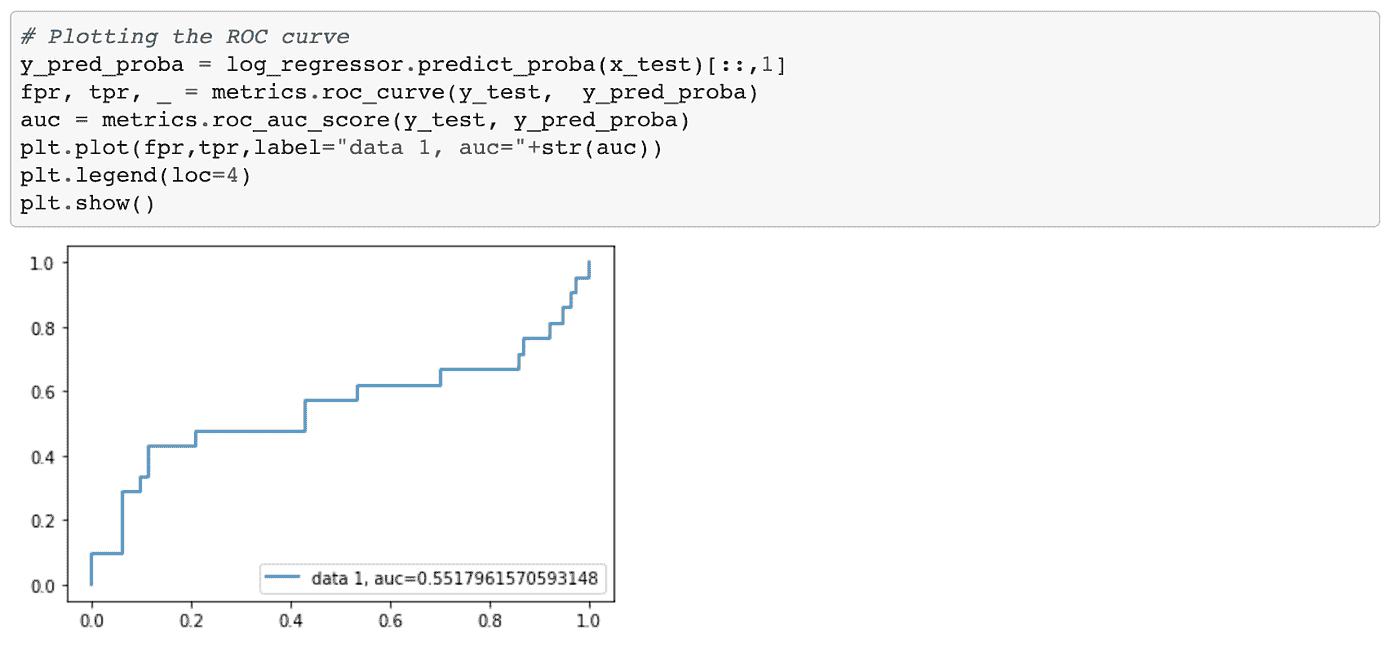 # Plotting the ROC curve
y_pred_proba = log_regressor.predict_proba(x_test)[::,1]
fpr, tpr, _ = metrics.roc_curve(y_test,  y_pred_proba)
auc = metrics.roc_auc_score(y_test, y_pred_proba)
plt.plot(fpr,tpr,label="data 1, auc="+str(auc))
plt.legend(loc=4)
plt.show()
1.0
0.8
0.6
0.4
0.2
0.0
data 1, auc=0.5517961570593148
0.0 0.2 0.4 0.6 0.8 1.0